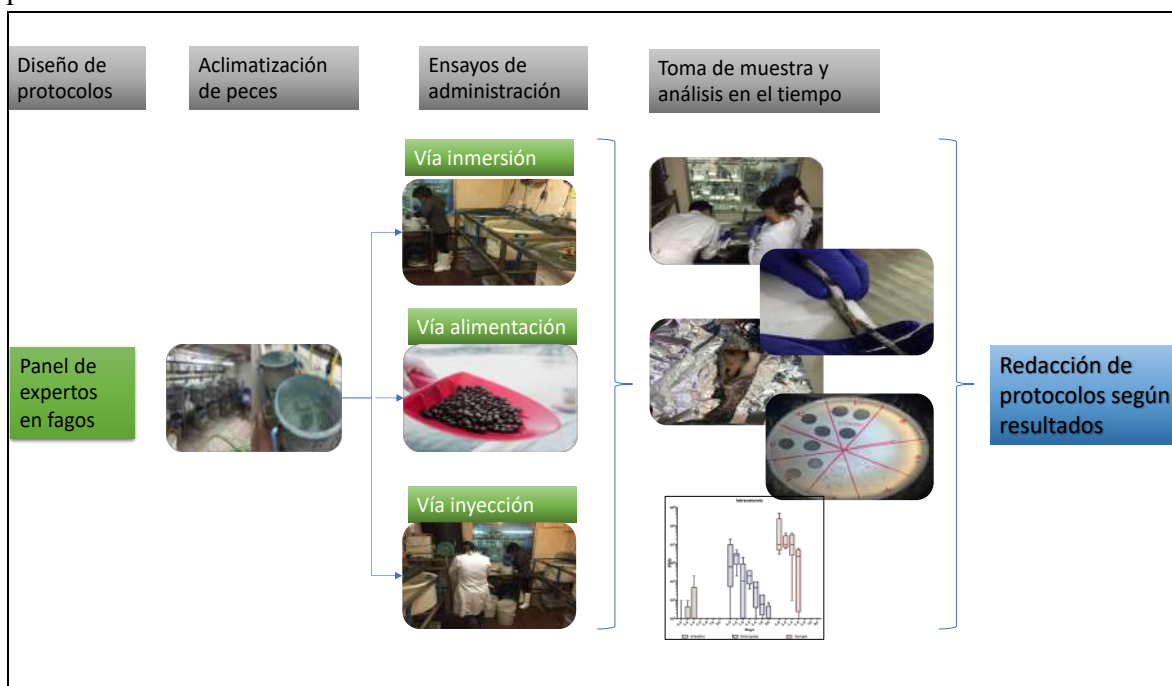 Diseño de
protocolos
Aclimatización
de peces
Ensayos de
administración
Toma de muestra y
análisis en el tiempo
Vía inmersión
Vía alimentación
Panel de
expertos
en fagos
Redacción de
protocolos según
resultados
Vía inyección